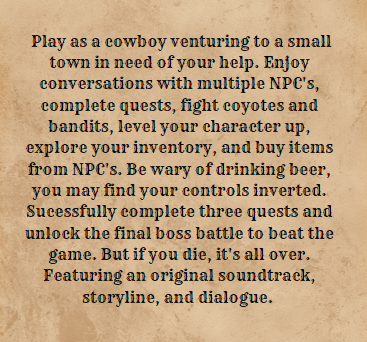 Play as a cowboy venturing to a small
town in need of your help. Enjoy
conversations with multiple NPC's,
complete quests, fight coyotes and
bandits, level your character up,
explore your inventory, and buy items
from NPC's. Be wary of drinking beer,
you may find your controls inverted.
Sucessfully complete three quests and
unlock the final boss battle to beat the
game. But if you die, it's all over.
Featuring an original soundtrack,
storyline, and dialogue.